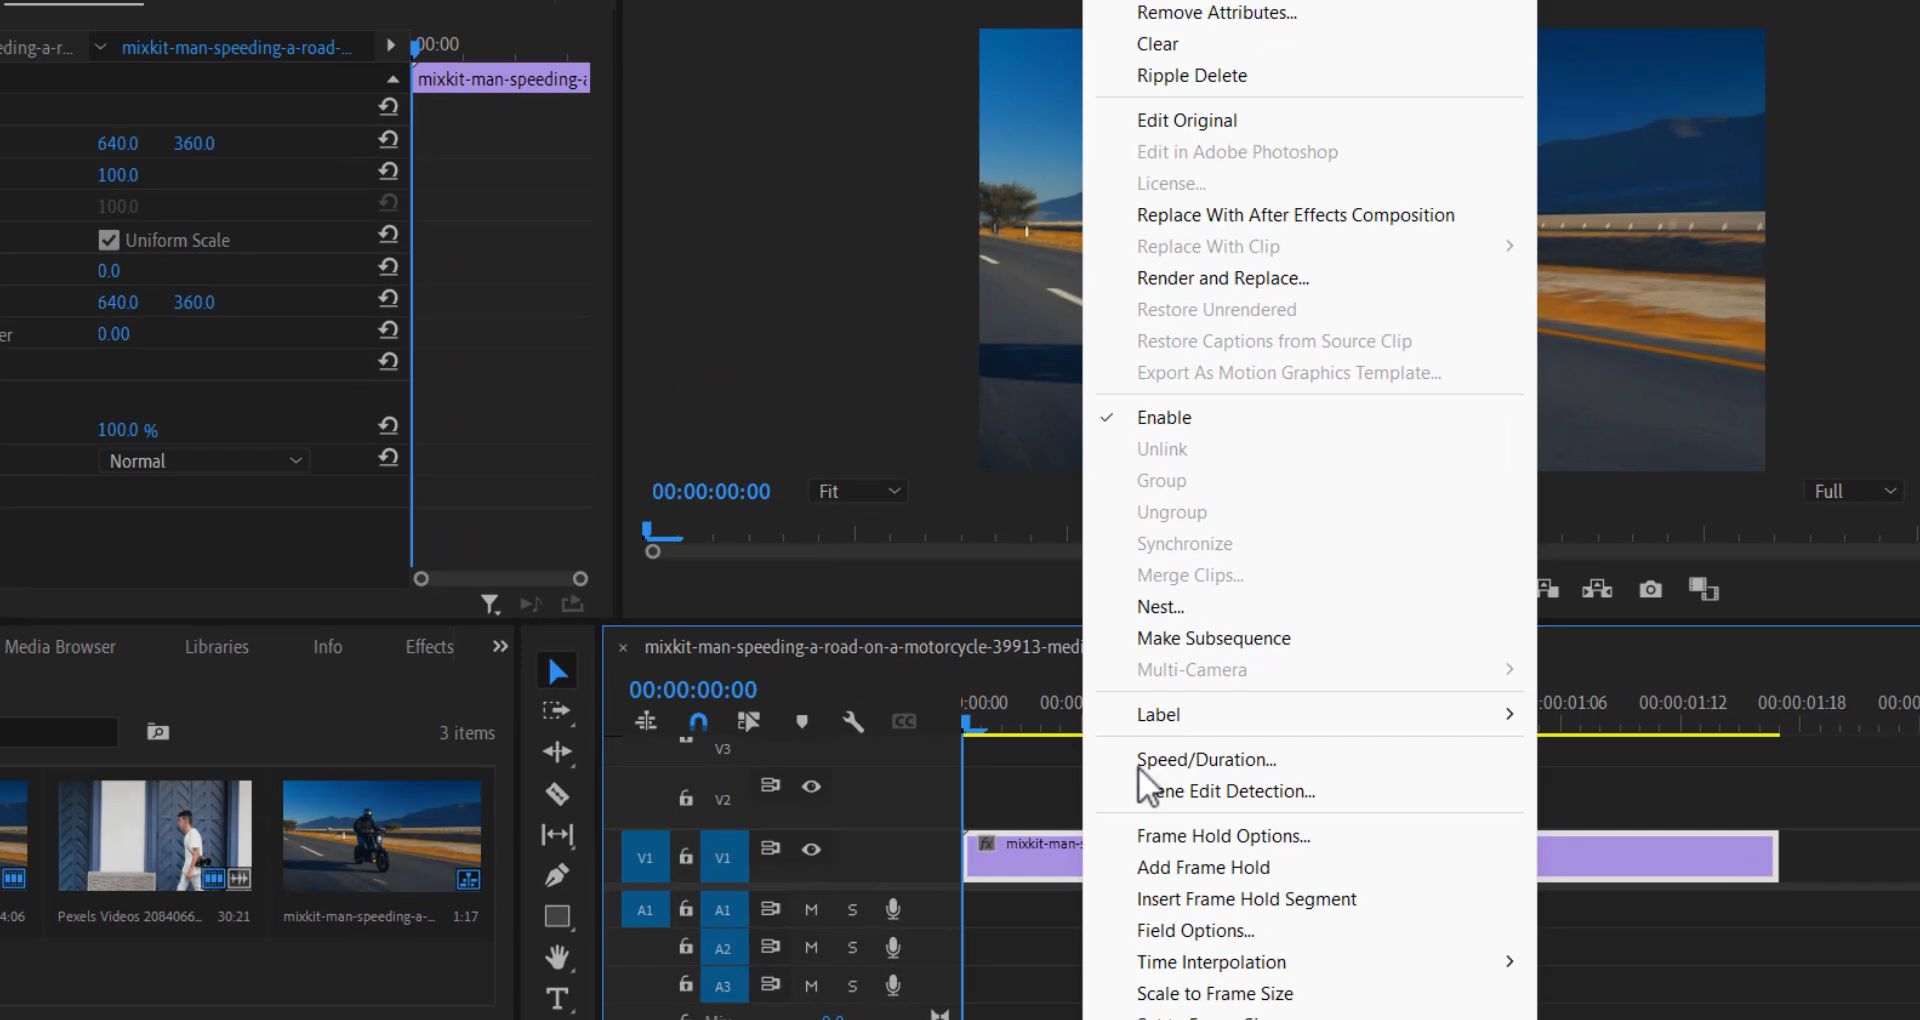 eding-a-r...
mixkit-man-speeding-a-road-...
00:00
mixkit-man-speeding-a
640.0 360.0
100.0
100.0
Uniform Scale
0.0
640.0 360.0
er 0.00
100.0 %
Normal
00:00:00:00
Fit
Full
Remove Attributes...
Clear
Ripple Delete
Edit Original
Edit in Adobe Photoshop
License...
Replace With After Effects Composition
Replace With Clip
Render and Replace...
Restore Unrendered
Restore Captions from Source Clip
Export As Motion Graphics Template...
Enable
Unlink
Group
Ungroup
Synchronize
Merge Clips...
Nest...
Make Subsequence
Multi-Camera
Label
Speed/Duration...
ene Edit Detection...
Frame Hold Options...
Add Frame Hold
Insert Frame Hold Segment
Field Options...
Time Interpolation
Scale to Frame Size
Media Browser
Libraries
Info
Effects
3 items
4:06
Pexels Videos 2084066... 30:21
mixkit-man-speeding-a-... 1:17
T
mixkit-man-speeding-a-road-on-a-motorcycle-39913-medi
00:00:00:00
CC
:00:00
00:00
:00:01:06
00:00:01:12
00:00:01:18
00:00
V3
V2
V1 V1
fx mixkit-man-s
A1 A1 M S
A2 M S
A3 M S
0.0